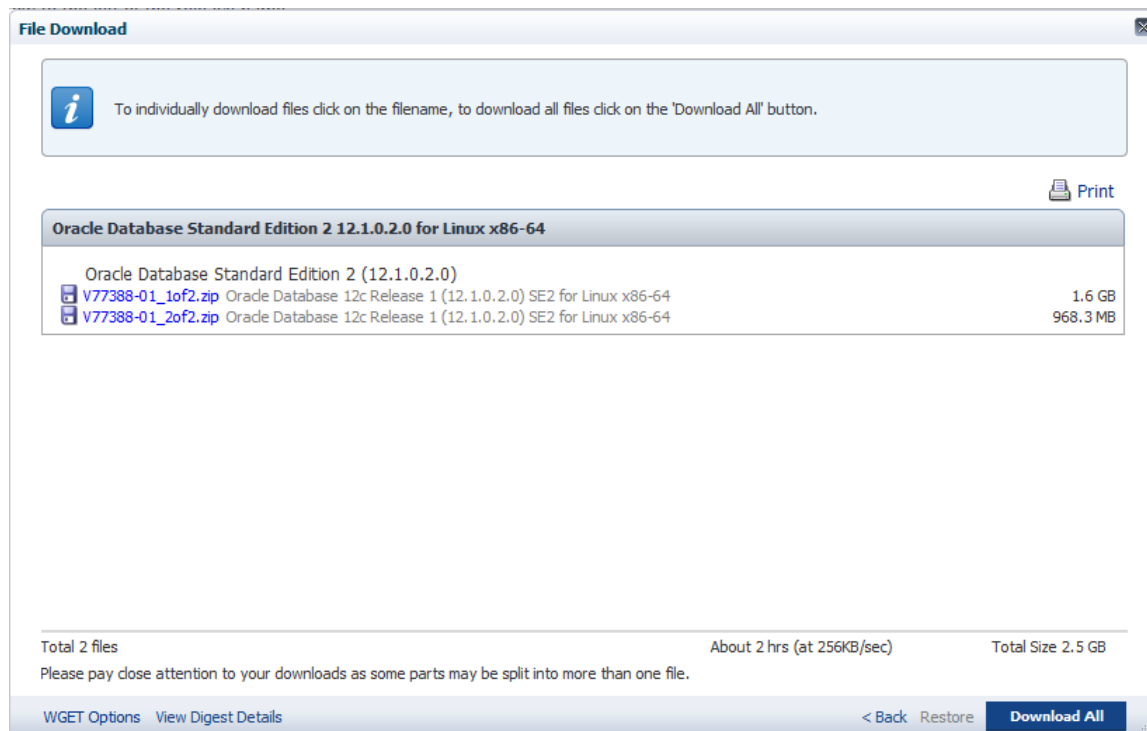 File Download
To individually download files click on the filename, to download all files click on the 'Download All' button.
Print
Oracle Database Standard Edition 2 12.1.0.2.0 for Linux x86-64
Oracle Database Standard Edition 2 (12.1.0.2.0)
V77388-01_1of2.zip Oracle Database 12c Release 1 (12.1.0.2.0) SE2 for Linux x86-64 1.6 GB
V77388-01_2of2.zip Oracle Database 12c Release 1 (12.1.0.2.0) SE2 for Linux x86-64 968.3 MB
Total 2 files About 2 hrs (at 256KB/sec) Total Size 2.5 GB
Please pay close attention to your downloads as some parts may be split into more than one file.
WGET Options View Digest Details < Back Restore Download All